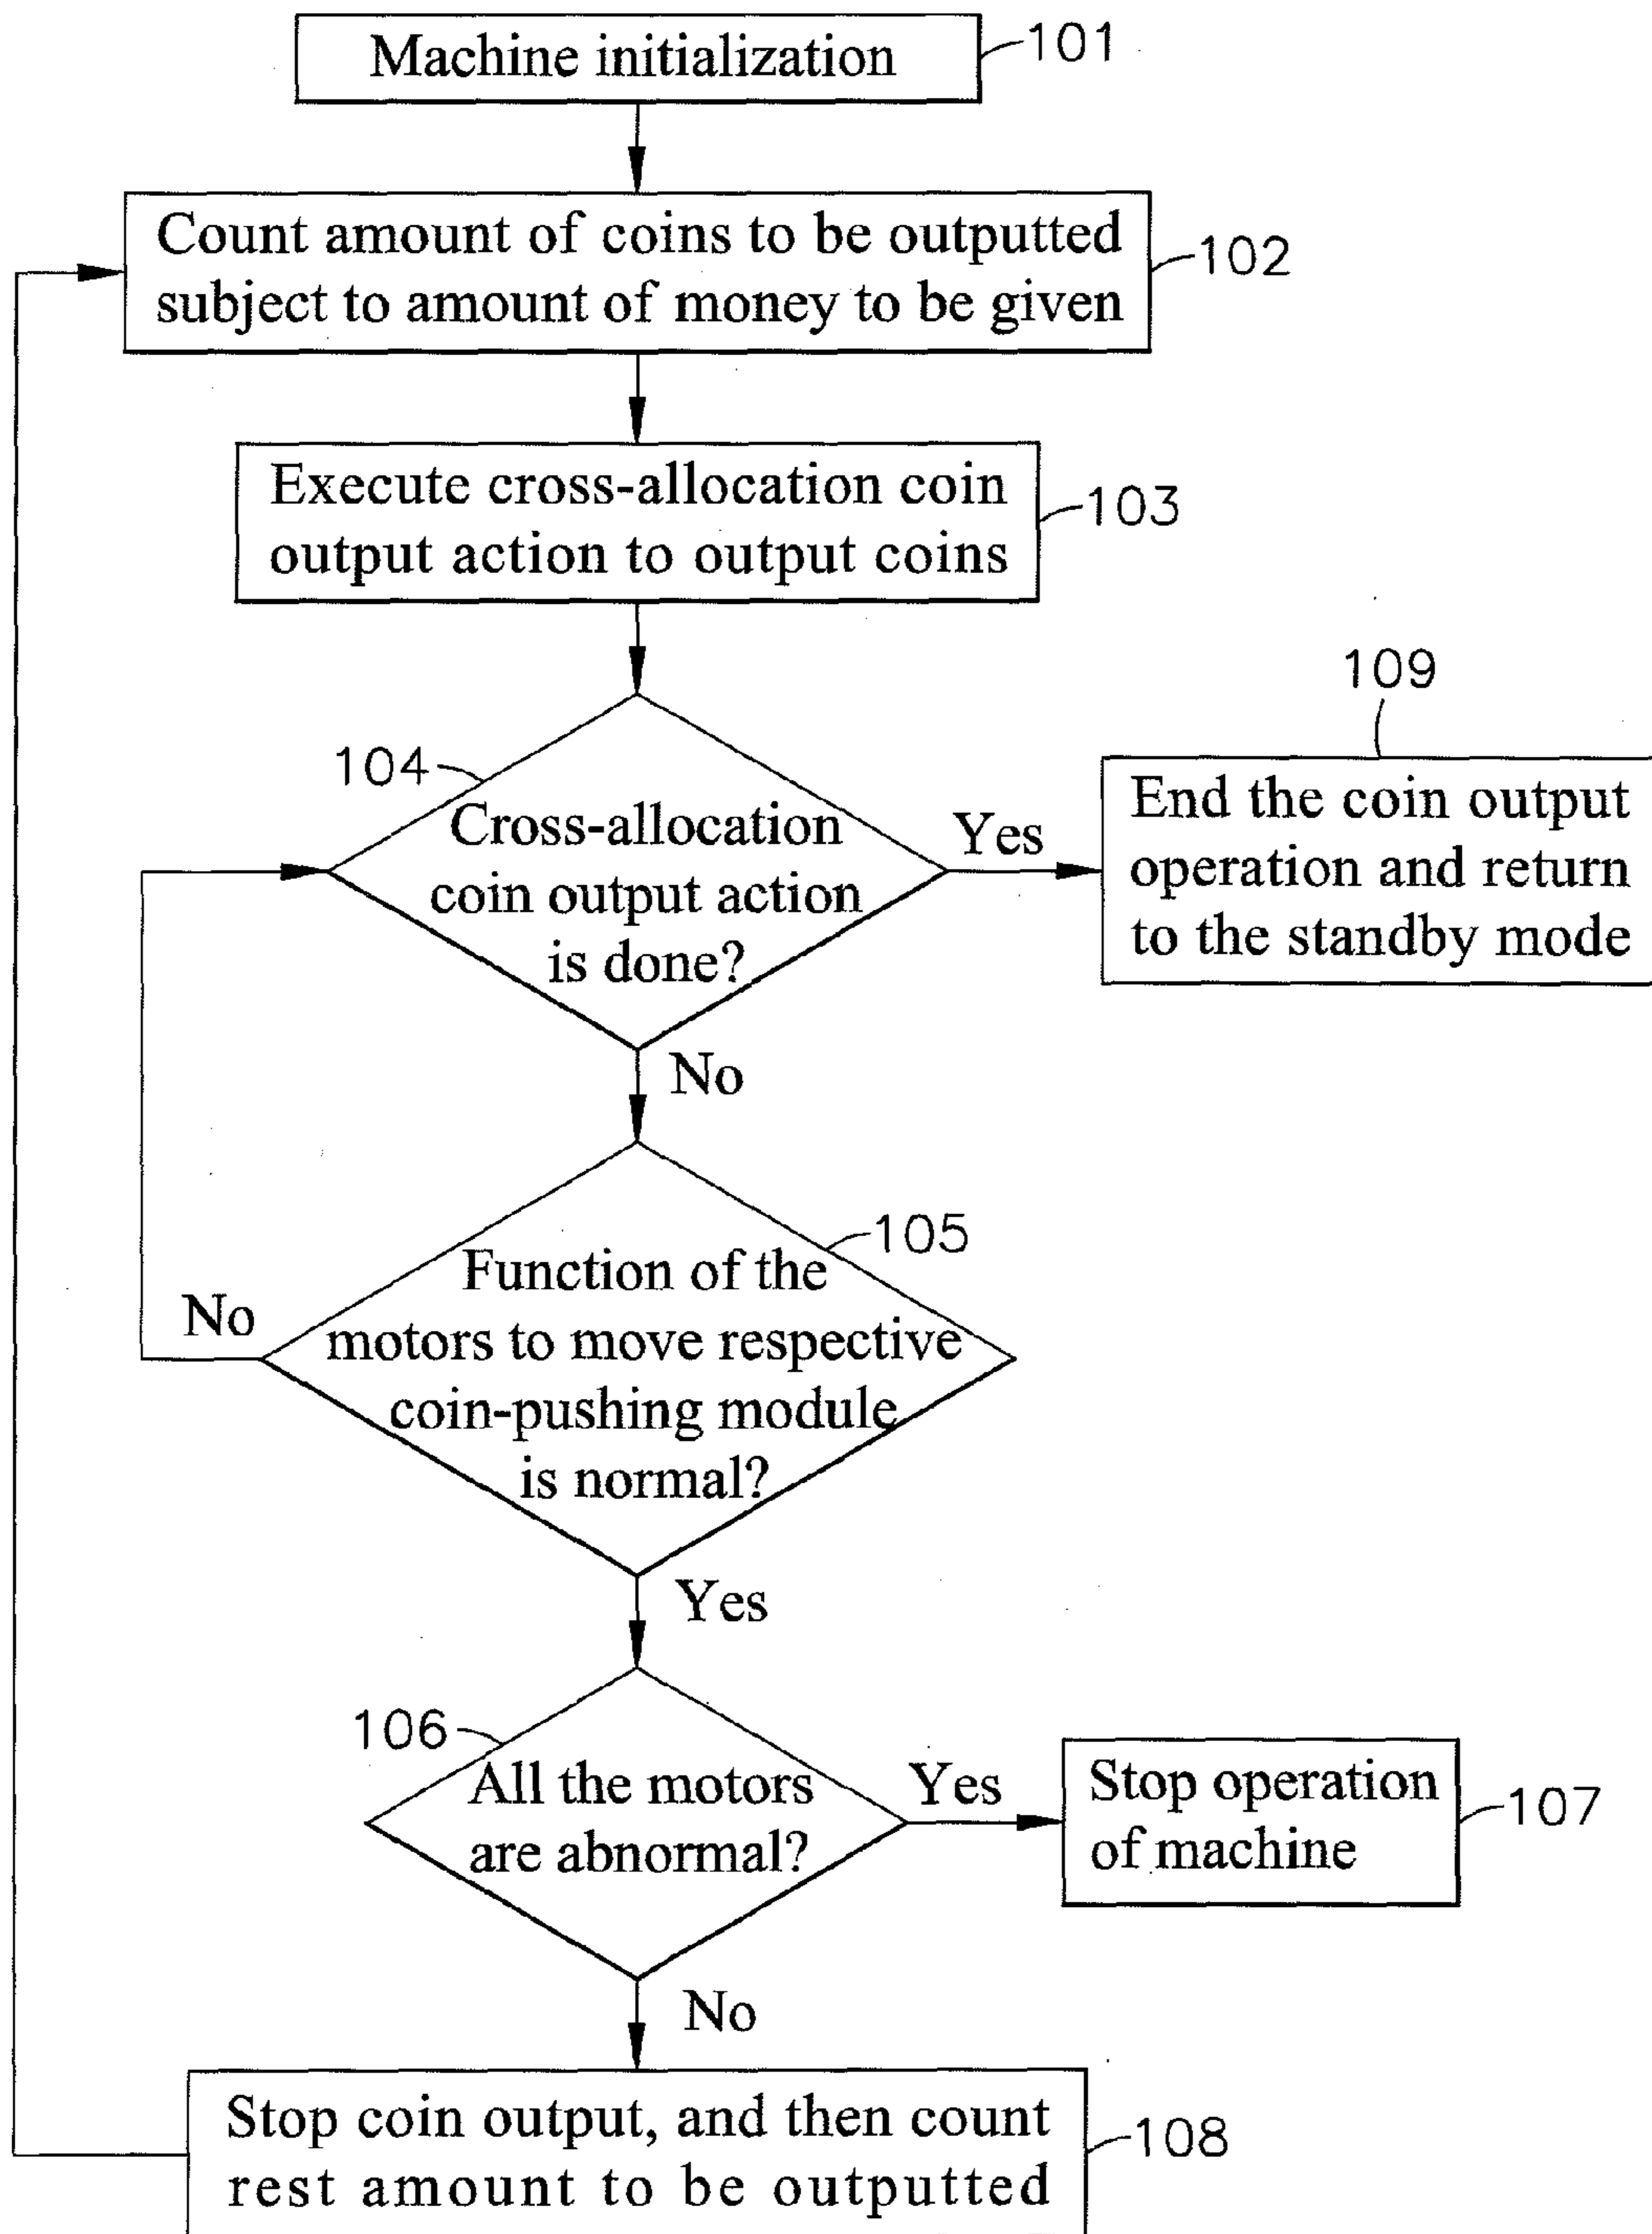 Machine initialization
101
Count amount of coins to be outputted
subject to amount of money to be given
102
Execute cross-allocation coin
output action to output coins
103
104
Cross-allocation
coin output action
is done?
Yes
109
End the coin output
operation and return
to the standby mode
No
105
Function of the
motors to move respective
coin-pushing module
is normal?
No
Yes
106
All the motors
are abnormal?
Yes
Stop operation
of machine
107
No
Stop coin output, and then count
rest amount to be outputted
108